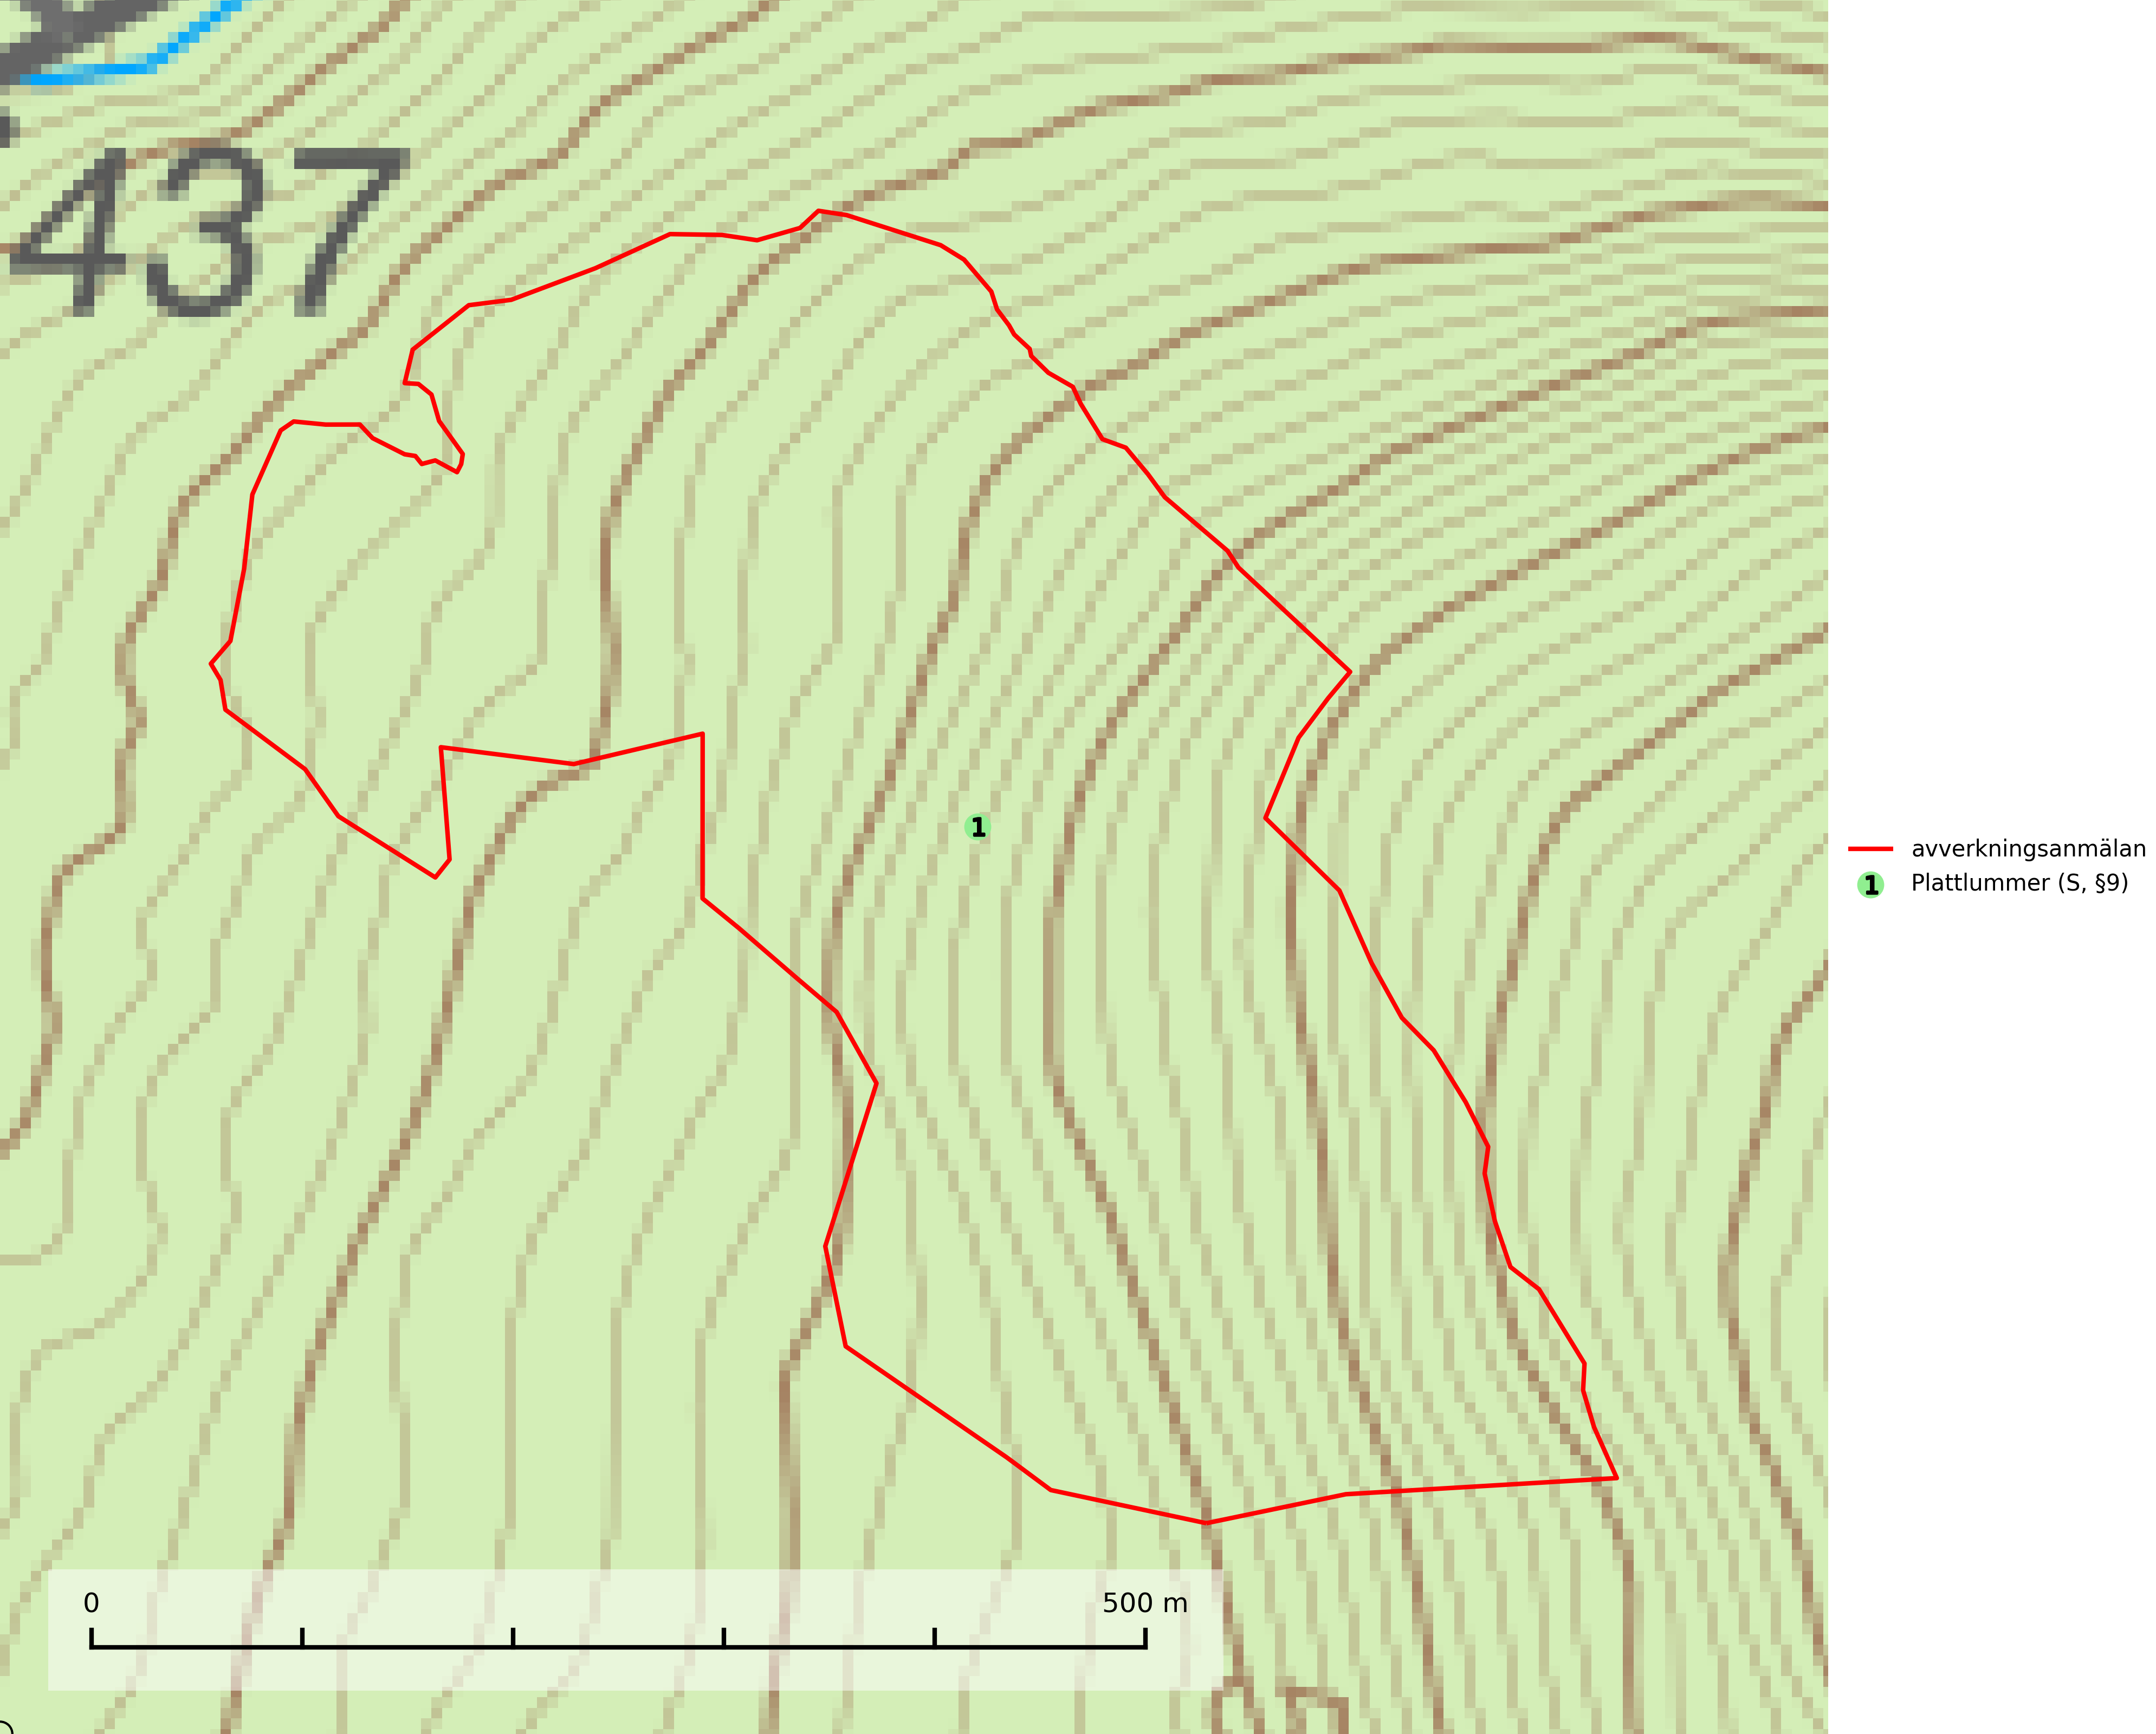 437
1
avverkningsanmälan
1 Plattlummer (S, §9)
0 500 m